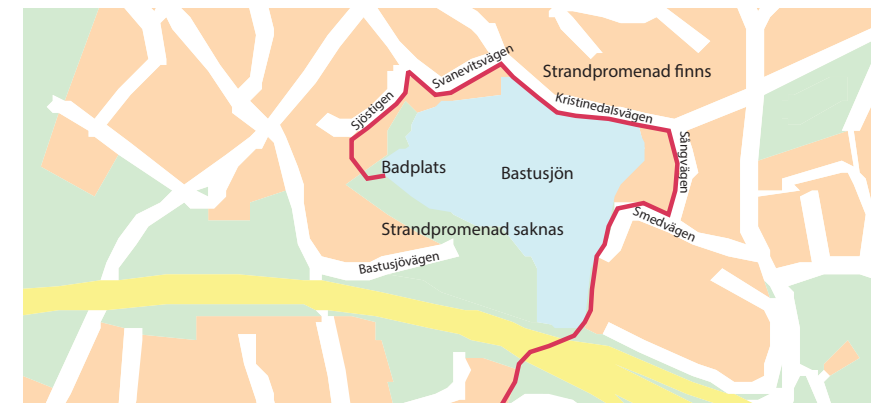 Svanevitsvägen
Strandpromenad finns
Sjöstigen
Kristinedalsvägen
Sångvägen
Badplats
Bastusjön
Smedvägen
Strandpromenad saknas
Bastusjövägen